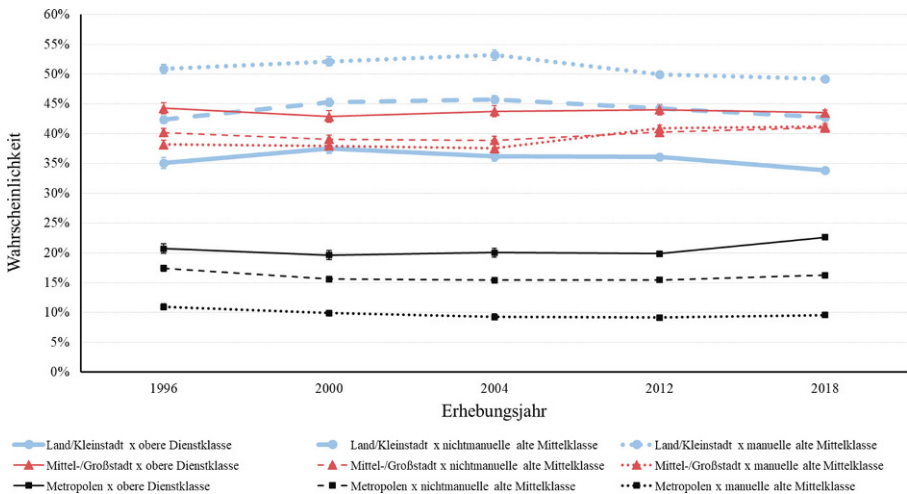 60%
55%
50%
45%
40%
35%
30%
25%
20%
15%
10%
5%
0%
Wahrscheinlichkeit
1996 2000 2004 2012 2018
Erhebungsjahr
Land/Kleinstadt x obere Dienstklasse Land/Kleinstadt x nichtmanuelle alte Mittelklasse Land/Kleinstadt x manuelle alte Mittelklasse
Mittel-/Großstadt x obere Dienstklasse Mittel-/Großstadt x nichtmanuelle alte Mittelklasse Mittel-/Großstadt x manuelle alte Mittelklasse
Metropolen x obere Dienstklasse Metropolen x nichtmanuelle alte Mittelklasse Metropolen x manuelle alte Mittelklasse